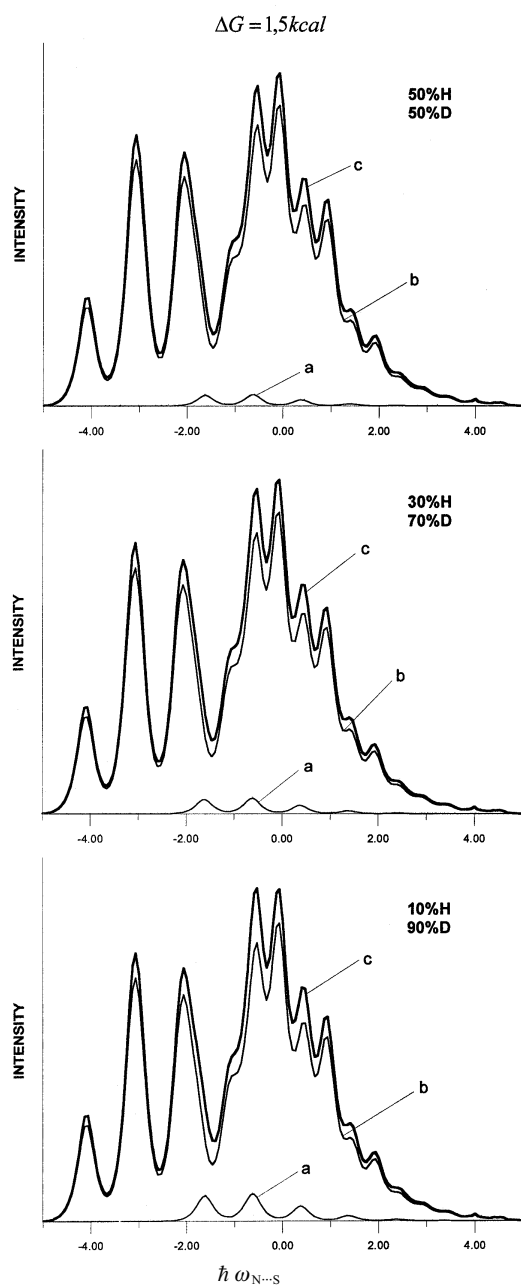 ΔG = 1,5kcal
50%H
50%D
INTENSITY
c
b
a
-4.00 -2.00 0.00 2.00 4.00
30%H
70%D
INTENSITY
c
b
a
-4.00 -2.00 0.00 2.00 4.00
10%H
90%D
INTENSITY
c
b
a
-4.00 -2.00 0.00 2.00 4.00
ℏ ω N···S